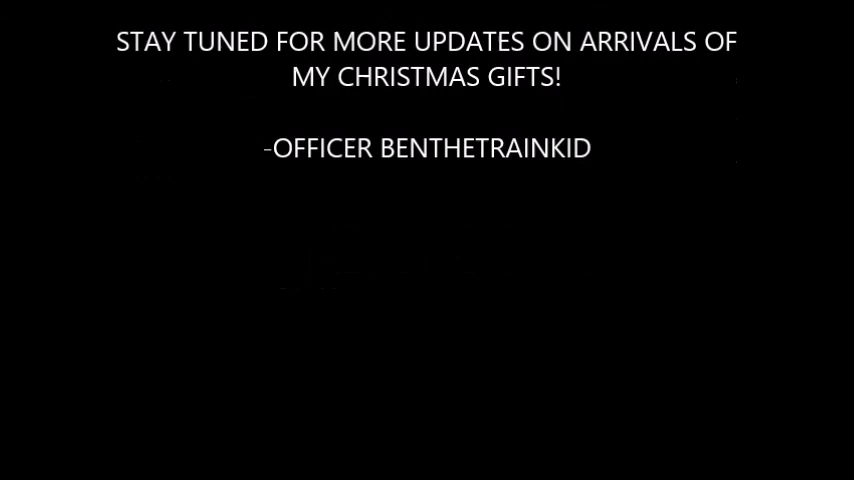 STAY TUNED FOR MORE UPDATES ON ARRIVALS OF
MY CHRISTMAS GIFTS!
-OFFICER BENTHETRAINKID